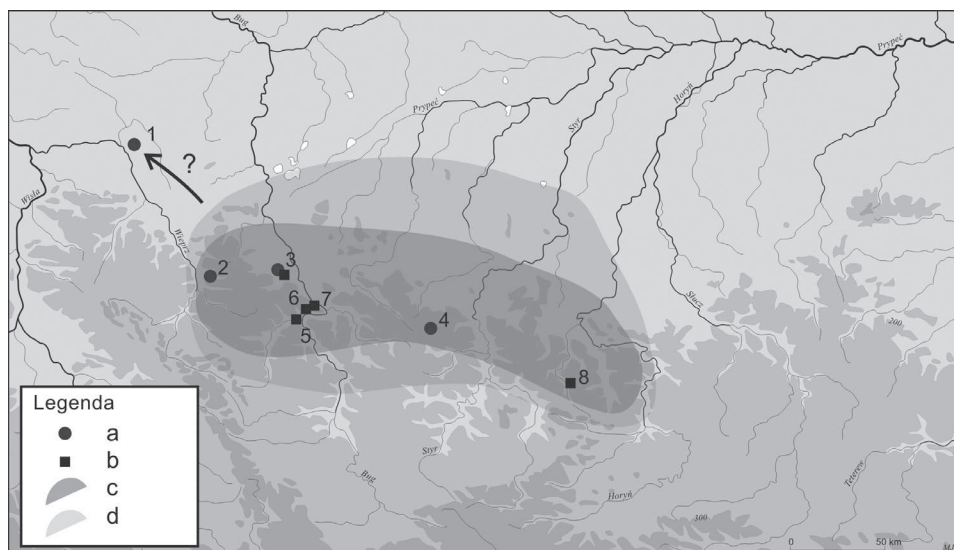 Bug
Prypeć
1
?
Prypeć
Styr
Horyń
Wisła
Wieprz
2
3
6
7
5
4
8
Słucz
200
Legenda
a
b
c
d
Styr
Bug
Horyń
300
Teterew
0 50 km